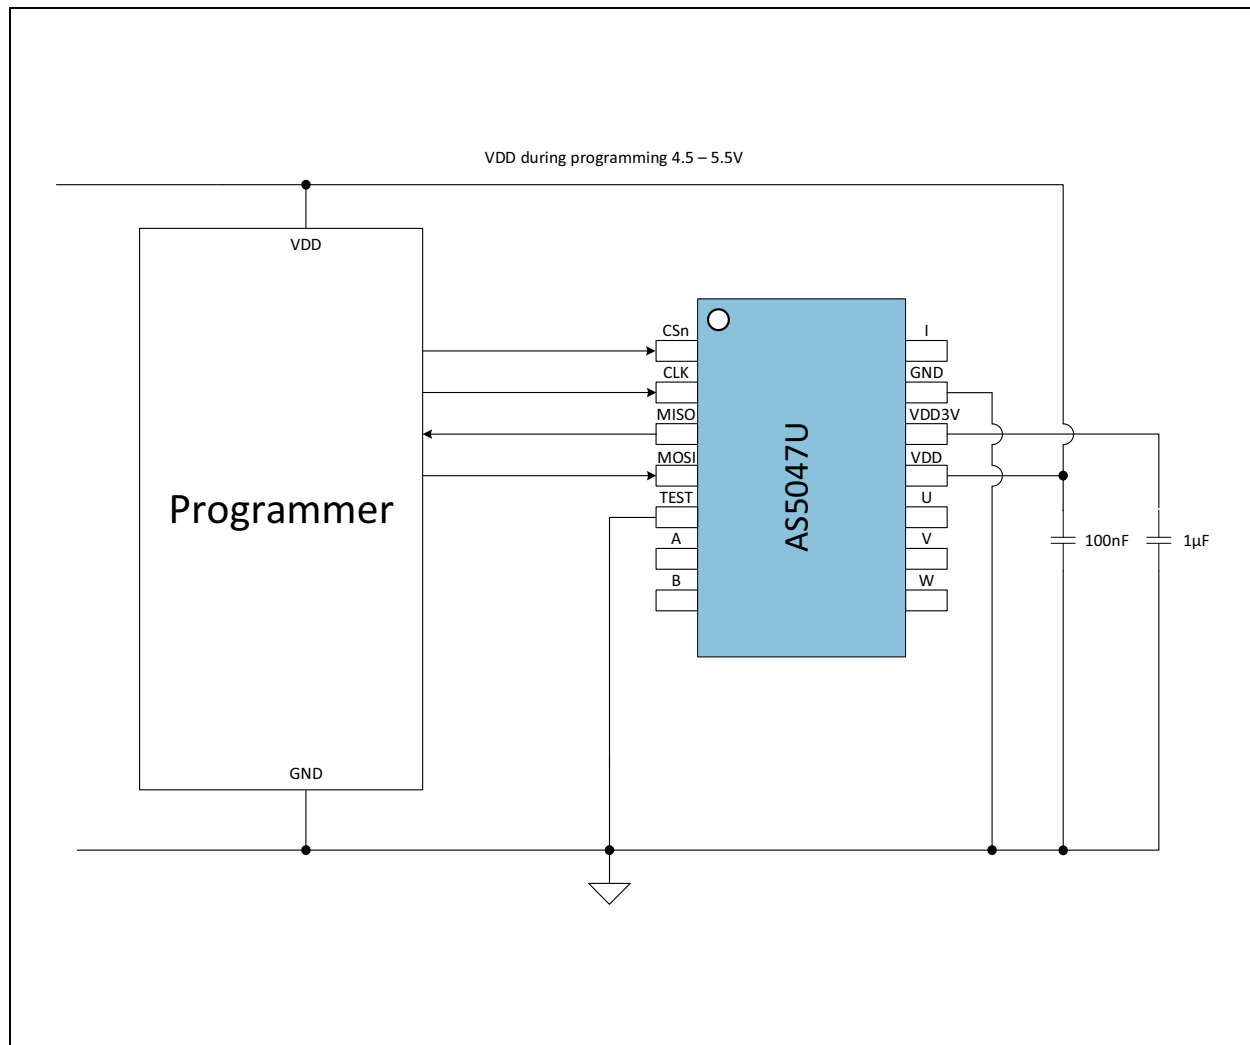 VDD during programming 4.5 – 5.5V
VDD
Programmer
GND
CSn
CLK
MISO
MOSI
TEST
A
B
AS5047U
I
GND
VDD3V
VDD
U
V
W
100nF
1µF